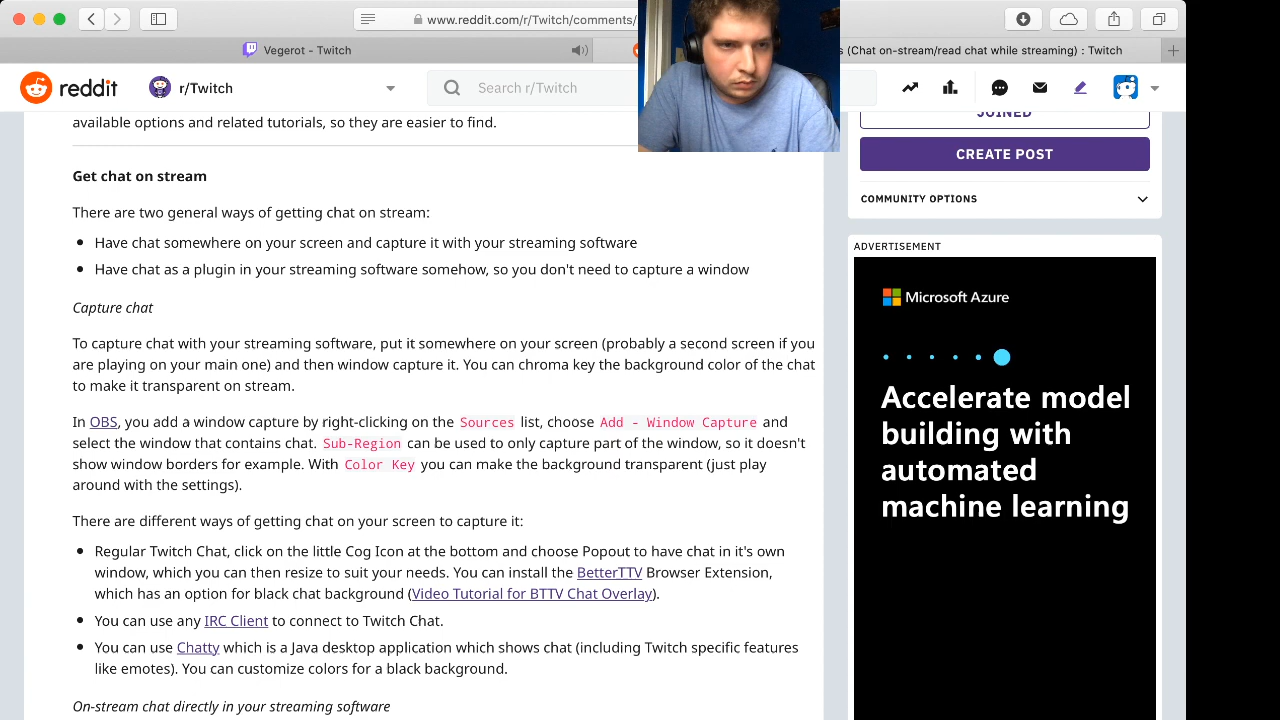 www.reddit.com/r/Twitch/comments/
Vegerot - Twitch
(Chat on-stream/read chat while streaming) : Twitch
reddit
r/Twitch
Search r/Twitch
available options and related tutorials, so they are easier to find.
Get chat on stream
There are two general ways of getting chat on stream:
• Have chat somewhere on your screen and capture it with your streaming software
• Have chat as a plugin in your streaming software somehow, so you don't need to capture a window
Capture chat
To capture chat with your streaming software, put it somewhere on your screen (probably a second screen if you
are playing on your main one) and then window capture it. You can chroma key the background color of the chat
to make it transparent on stream.
In OBS, you add a window capture by right-clicking on the Sources list, choose Add - Window Capture and
select the window that contains chat. Sub-Region can be used to only capture part of the window, so it doesn't
show window borders for example. With Color Key you can make the background transparent (just play
around with the settings).
There are different ways of getting chat on your screen to capture it:
• Regular Twitch Chat, click on the little Cog Icon at the bottom and choose Popout to have chat in it's own
window, which you can then resize to suit your needs. You can install the BetterTTV Browser Extension,
which has an option for black chat background (Video Tutorial for BTTV Chat Overlay).
• You can use any IRC Client to connect to Twitch Chat.
• You can use Chatty which is a Java desktop application which shows chat (including Twitch specific features
like emotes). You can customize colors for a black background.
On-stream chat directly in your streaming software
JOINED
CREATE POST
COMMUNITY OPTIONS
ADVERTISEMENT
Microsoft Azure
Accelerate model
building with
automated
machine learning